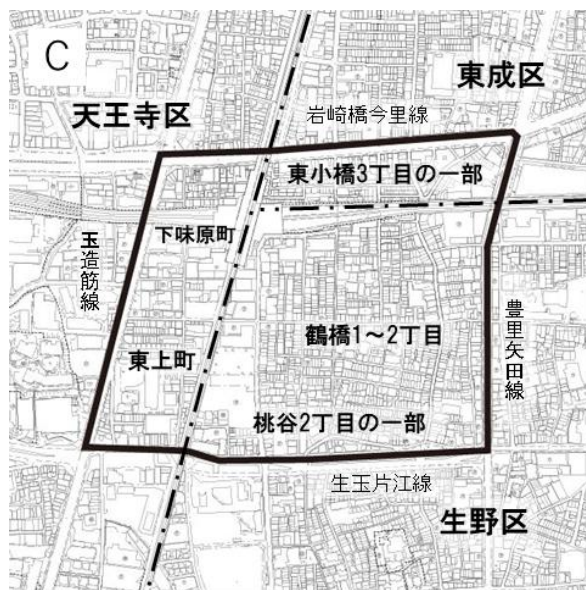 C
東成区
天王寺区
岩崎橋今里線
東小橋3丁目の一部
下味原町
玉造筋線
鶴橋1～2丁目
豊里矢田線
東上町
桃谷2丁目の一部
生玉片江線
生野区